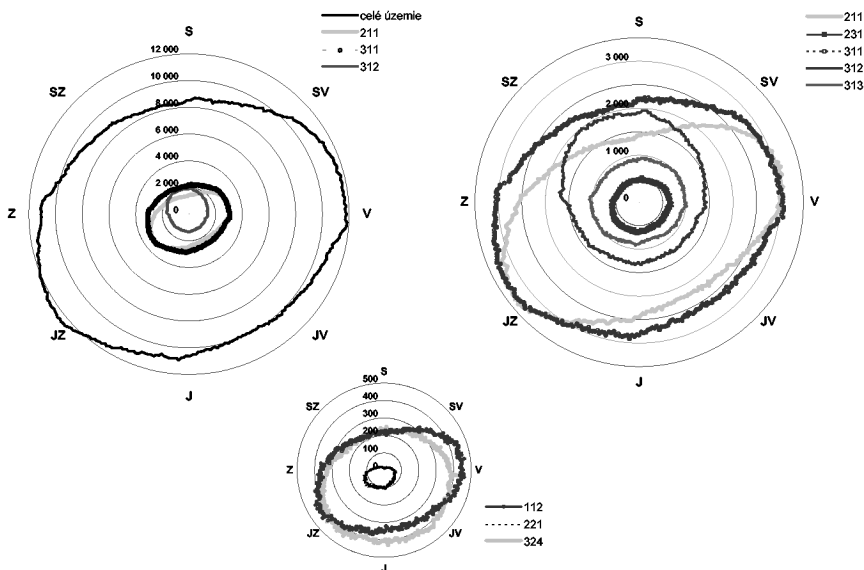 S
celé územie
211
311
312
12 000
10 000
8 000
6 000
4 000
2 000
0
SZ
SV
Z
V
JZ
JV
J
S
211
231
311
312
313
3 000
2 000
1 000
0
SZ
SV
Z
V
JZ
JV
J
S
500
400
300
200
100
0
SZ
SV
Z
V
JZ
JV
J
112
221
324